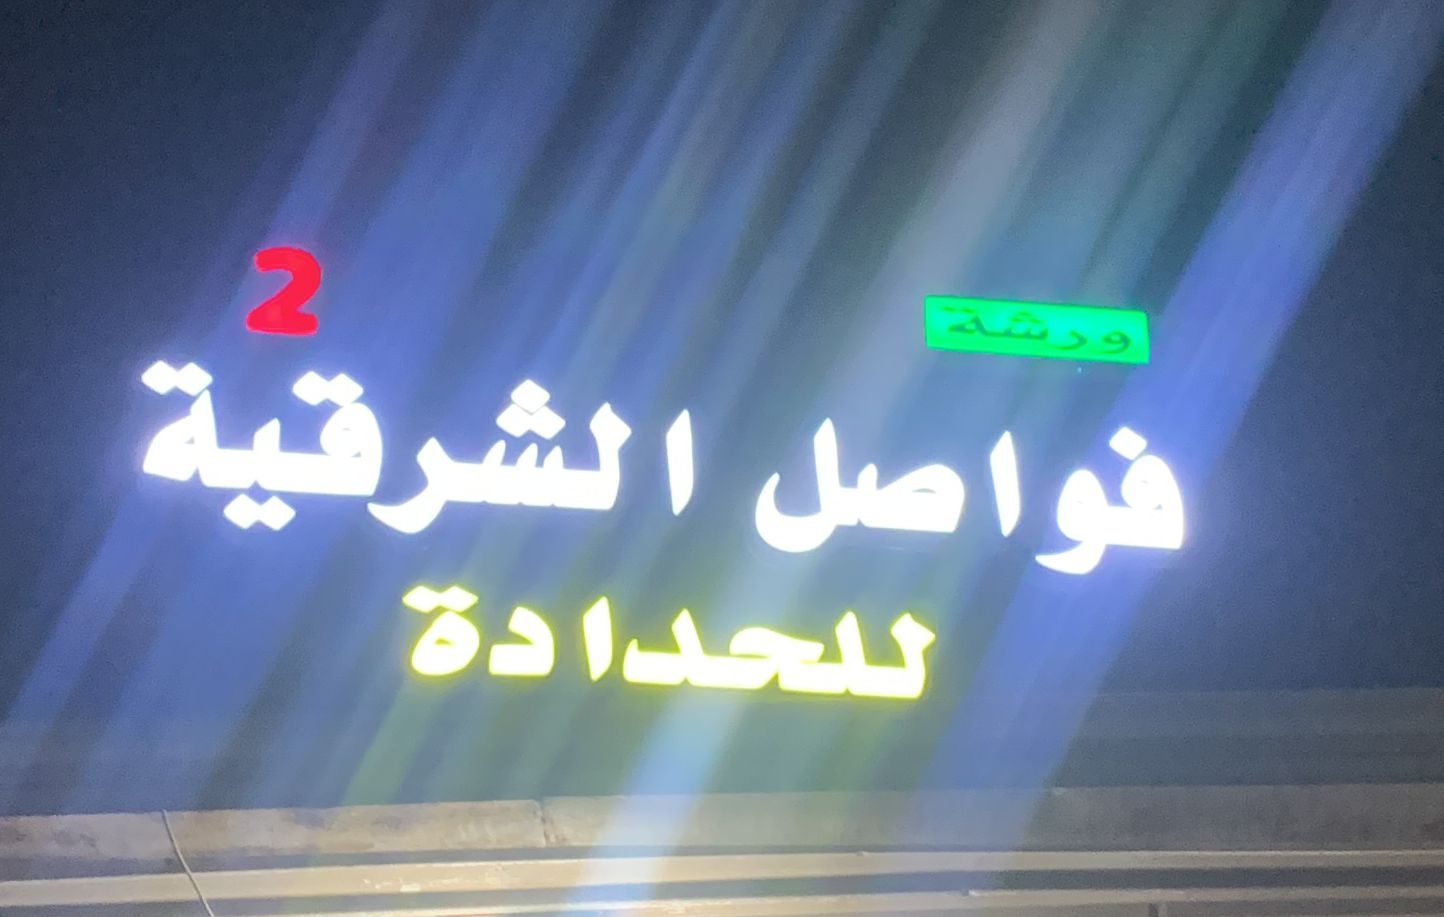 ورشة
2
فواصل الشرقية
للحدادة